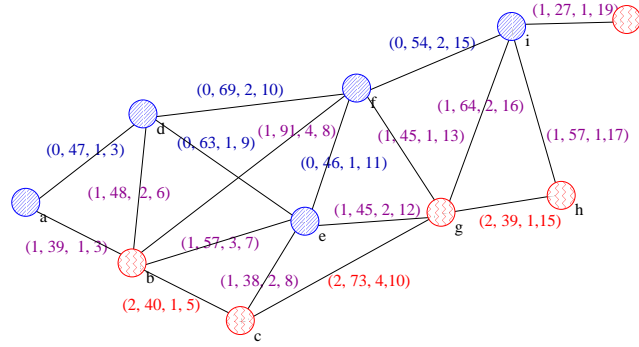 (1, 27, 1, 19)
i
(0, 54, 2, 15)
(0, 69, 2, 10)
f
(1, 64, 2, 16)
d
(1, 91, 4, 8)
(0, 63, 1, 9)
(1, 45, 1, 13)
(1, 57, 1,17)
(0, 47, 1, 3)
(0, 46, 1, 11)
(1, 48, 2, 6)
a
h
(1, 45, 2, 12)
g
(2, 39, 1,15)
e
(1, 39, 1, 3)
(1, 57, 3, 7)
b
(1, 38, 2, 8)
(2, 73, 4,10)
(2, 40, 1, 5)
c